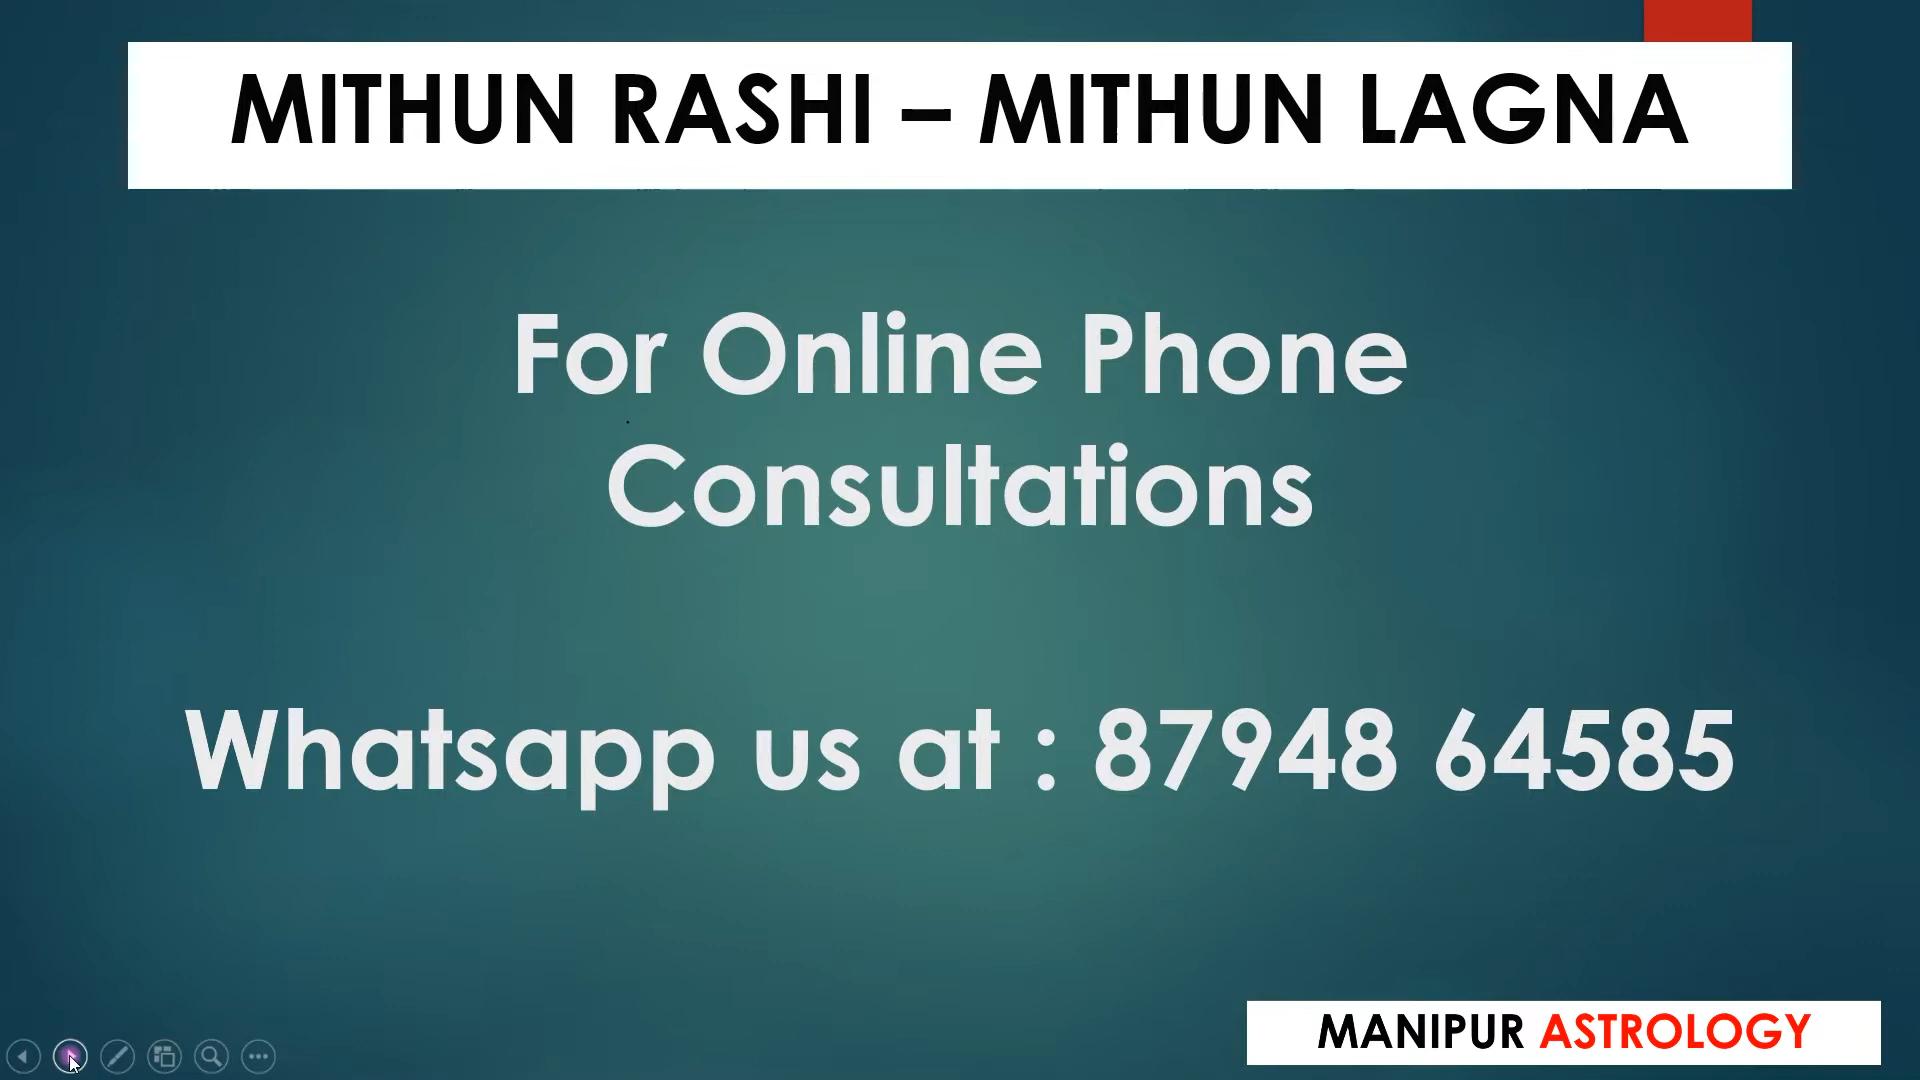 MITHUN RASHI – MITHUN LAGNA
For Online Phone
Consultations
Whatsapp us at : 87948 64585
MANIPUR ASTROLOGY